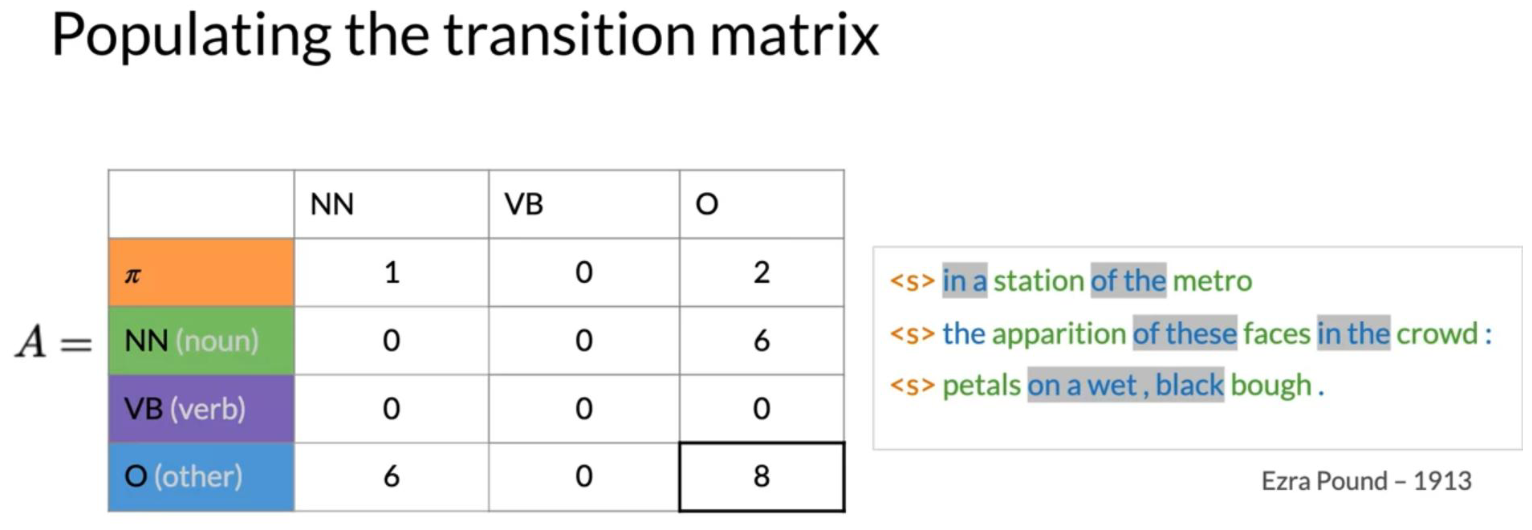 Populating the transition matrix
NN VB O
π 1 0 2
A = NN (noun) 0 0 6
VB (verb) 0 0 0
O (other) 6 0 8
<s> in a station of the metro
<s> the apparition of these faces in the crowd :
<s> petals on a wet , black bough .
Ezra Pound – 1913